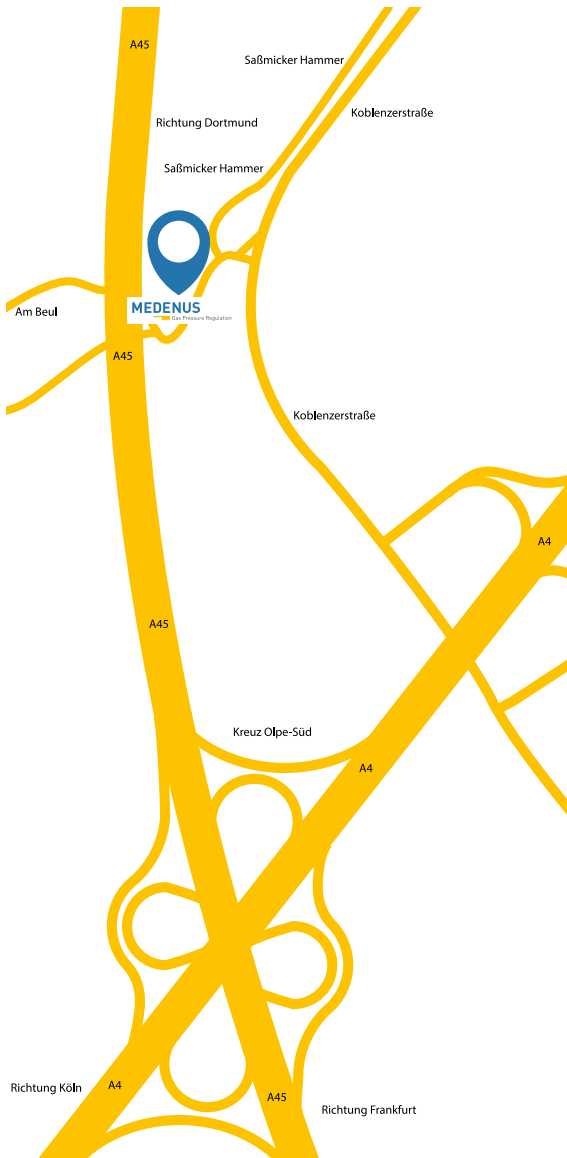 A45
Saßmicker Hammer
Koblenzerstraße
Richtung Dortmund
Saßmicker Hammer
MEDENUS
Gas Pressure Regulation
Am Beul
A45
Koblenzerstraße
A4
A45
Kreuz Olpe-Süd
A4
Richtung Köln
A4
A45
Richtung Frankfurt